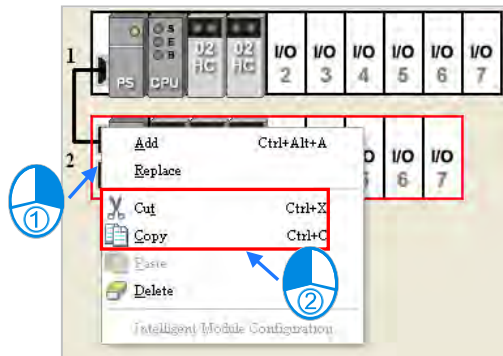 1
PS CPU 02 HC 02 HC I/O 2 I/O 3 I/O 4 I/O 5 I/O 6 I/O 7
S
E
B
2
I/O 6 I/O 7
Add Ctrl+Alt+A
Replace
Cut Ctrl+X
Copy Ctrl+C
Paste
Delete
Intelligent Module Configuration
1
2